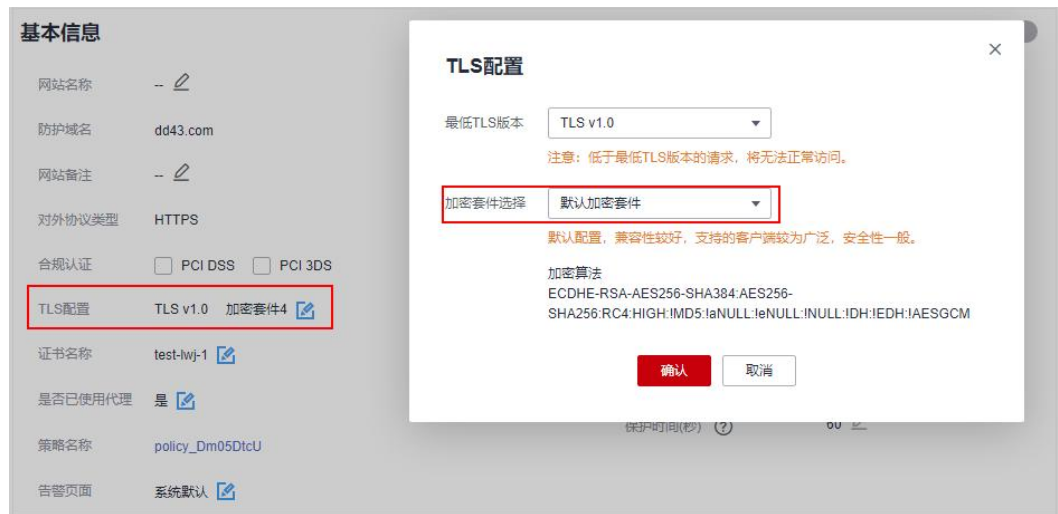 基本信息
网站名称 --
防护域名 dd43.com
网站备注 --
对外协议类型 HTTPS
合规认证 PCI DSS PCI 3DS
TLS配置 TLS v1.0 加密套件4
证书名称 test-lwj-1
是否已使用代理 是
策略名称 policy_Dm05DtcU
告警页面 系统默认
TLS配置
最低TLS版本 TLS v1.0
注意：低于最低TLS版本的请求，将无法正常访问。
加密套件选择 默认加密套件
默认配置，兼容性较好，支持的客户端较为广泛，安全性一般。
加密算法
ECDHE-RSA-AES256-SHA384:AES256-
SHA256:RC4:HIGH:!MD5:!aNULL:!eNULL:!NULL:!DH:!EDH:!AESGCM
确认 取消
保护时间(秒) ? 60